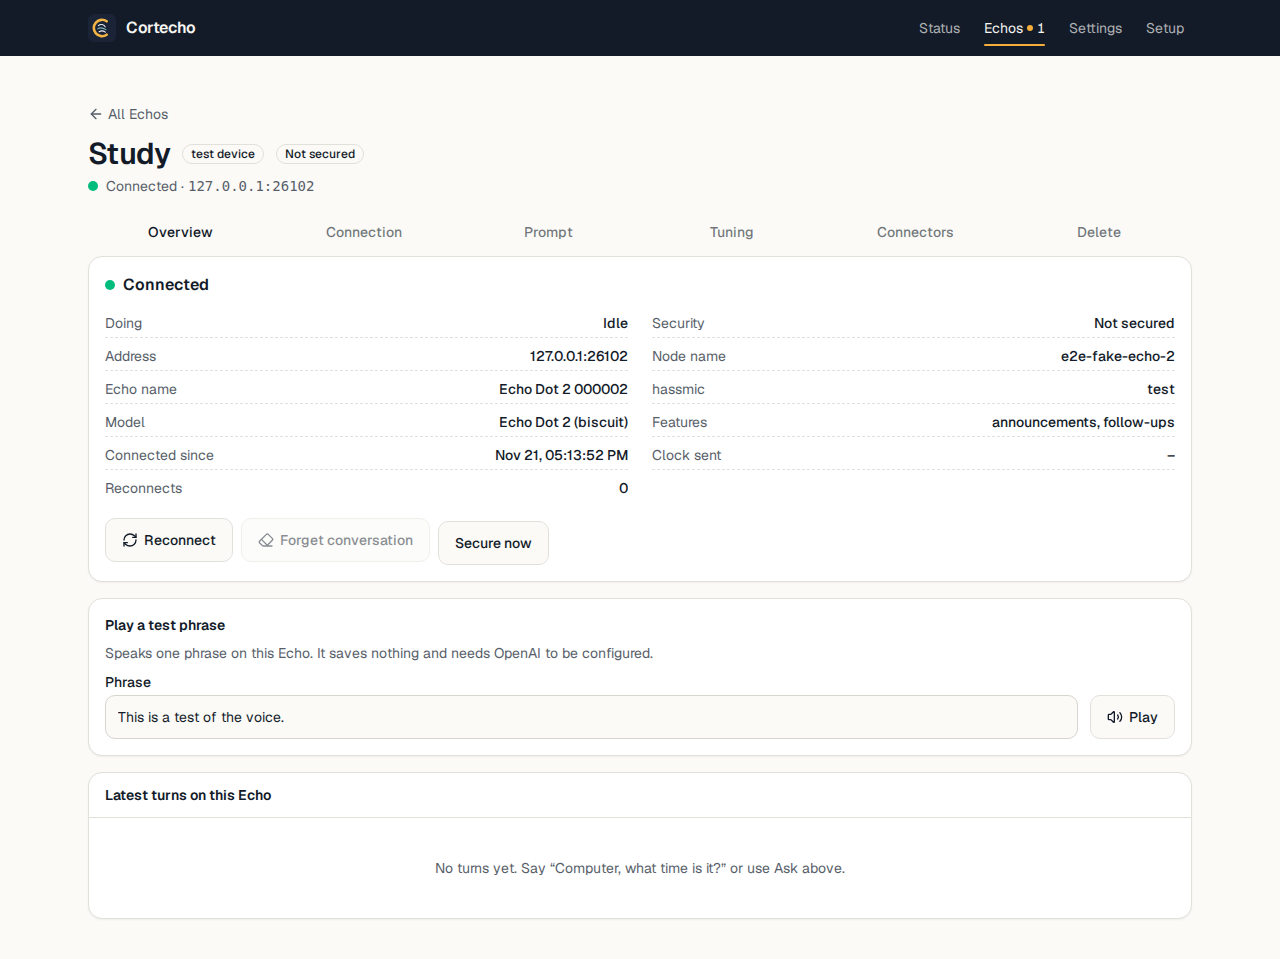 Cortecho
Status Echos 1 Settings Setup
All Echos
Study test device Not secured
Connected · 127.0.0.1:26102
Overview Connection Prompt Tuning Connectors Delete
Connected
Doing Idle
Security Not secured
Address 127.0.0.1:26102
Node name e2e-fake-echo-2
Echo name Echo Dot 2 000002
hassmic test
Model Echo Dot 2 (biscuit)
Features announcements, follow-ups
Connected since Nov 21, 05:13:52 PM
Clock sent –
Reconnects 0
Reconnect Forget conversation Secure now
Play a test phrase
Speaks one phrase on this Echo. It saves nothing and needs OpenAI to be configured.
Phrase
This is a test of the voice. Play
Latest turns on this Echo
No turns yet. Say “Computer, what time is it?” or use Ask above.